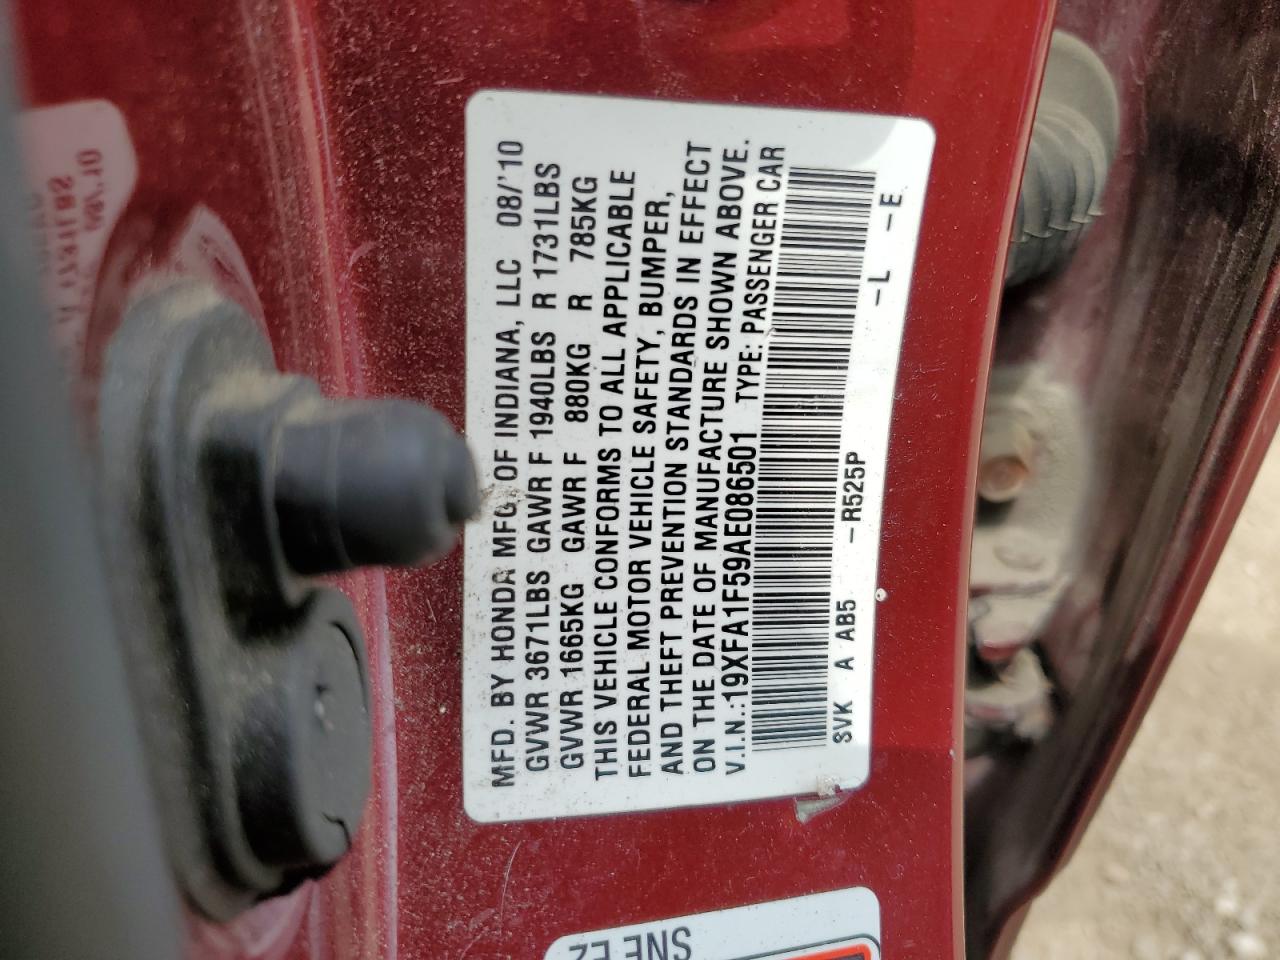 MFD. BY HONDA MFG. OF INDIANA, LLC 08/'10
GVWR 3671LBS GAWR F 1940LBS R 1731LBS
GVWR 1665KG GAWR F 880KG R 785KG
THIS VEHICLE CONFORMS TO ALL APPLICABLE
FEDERAL MOTOR VEHICLE SAFETY, BUMPER,
AND THEFT PREVENTION STANDARDS IN EFFECT
ON THE DATE OF MANUFACTURE SHOWN ABOVE.
V.I.N.:19XFA1F59AE086501 TYPE: PASSENGER CAR
SVK A AB5 -R525P -L -E
SNE EZ